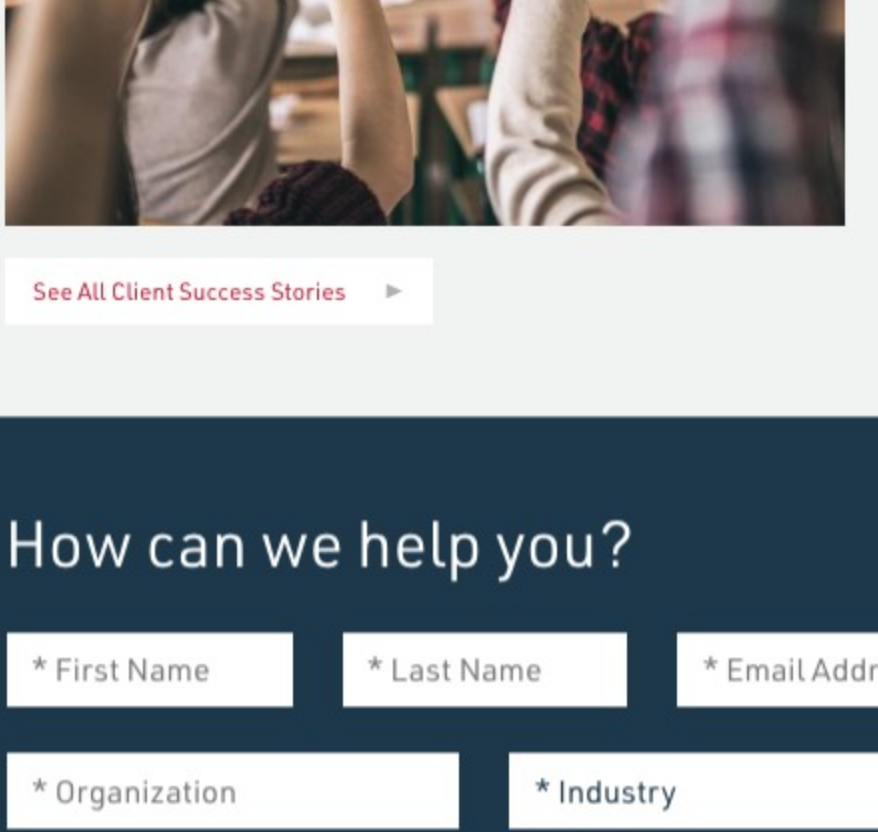 See All Client Success Stories ►
How can we help you?
* First Name
* Last Name
* Email Addr
* Organization
* Industry